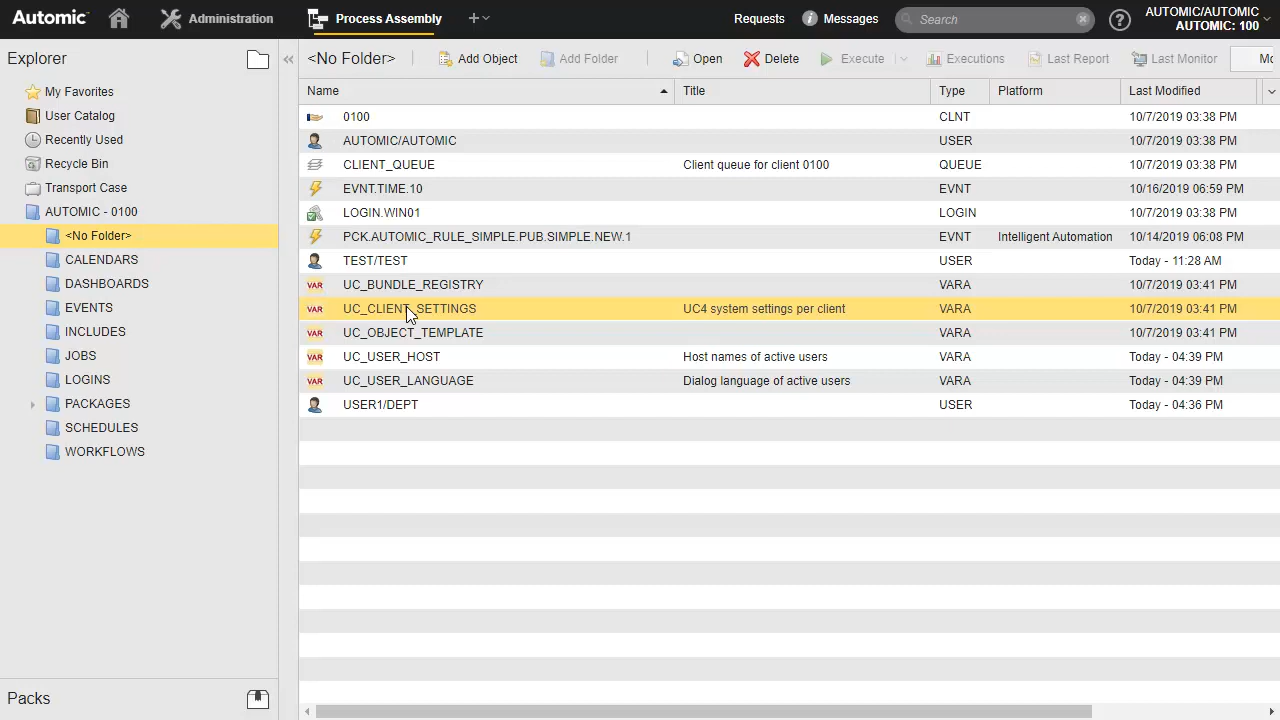 Automic Administration Process Assembly Requests Messages Search AUTOMIC/AUTOMIC
AUTOMIC: 100
Explorer
<No Folder> Add Object Add Folder Open Delete Execute Executions Last Report Last Monitor Mo
My Favorites
User Catalog
Recently Used
Recycle Bin
Transport Case
AUTOMIC - 0100
<No Folder>
CALENDARS
DASHBOARDS
EVENTS
INCLUDES
JOBS
LOGINS
PACKAGES
SCHEDULES
WORKFLOWS
Packs
Name Title Type Platform Last Modified
0100 CLNT 10/7/2019 03:38 PM
AUTOMIC/AUTOMIC USER 10/7/2019 03:38 PM
CLIENT_QUEUE Client queue for client 0100 QUEUE 10/7/2019 03:38 PM
EVNT.TIME.10 EVNT 10/16/2019 06:59 PM
LOGIN.WIN01 LOGIN 10/7/2019 03:38 PM
PCK.AUTOMIC_RULE_SIMPLE.PUB.SIMPLE.NEW.1 EVNT Intelligent Automation 10/14/2019 06:08 PM
TEST/TEST USER Today - 11:28 AM
VAR UC_BUNDLE_REGISTRY VARA 10/7/2019 03:41 PM
VAR UC_CLIENT_SETTINGS UC4 system settings per client VARA 10/7/2019 03:41 PM
VAR UC_OBJECT_TEMPLATE VARA 10/7/2019 03:41 PM
VAR UC_USER_HOST Host names of active users VARA Today - 04:39 PM
VAR UC_USER_LANGUAGE Dialog language of active users VARA Today - 04:39 PM
USER1/DEPT USER Today - 04:36 PM